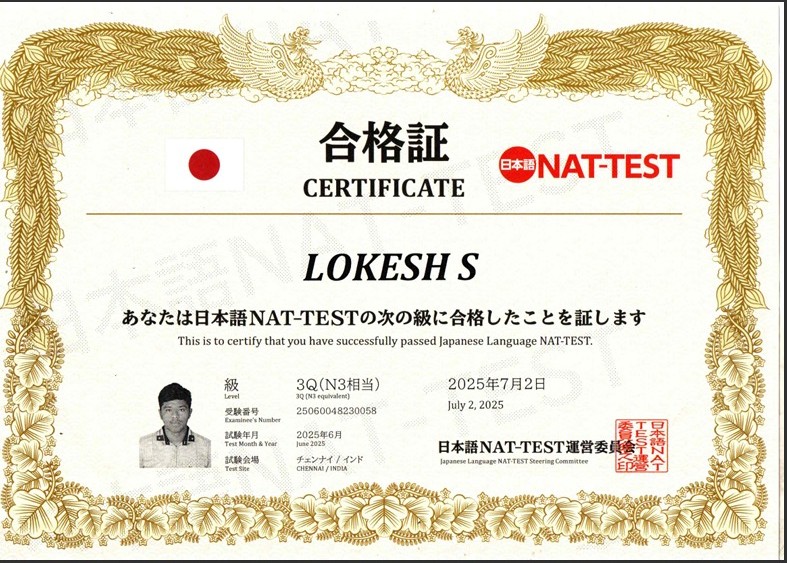 合格証
CERTIFICATE
日本語 NAT-TEST
LOKESH S
あなたは日本語NAT-TESTの次の級に合格したことを証します
This is to certify that you have successfully passed Japanese Language NAT-TEST.
級 3Q(N3相当)
Level 3Q (N3 equivalent)
受験番号 25060048230058
Examinee's Number
試験年月 2025年6月
Test Month & Year June 2025
試験会場 チェンナイ / インド
Test Site CHENNAI / INDIA
2025年7月2日
July 2, 2025
日本語NAT-TEST運営委員会
Japanese Language NAT-TEST Steering Committee
日本語NAT
TEST運営
委員会之印